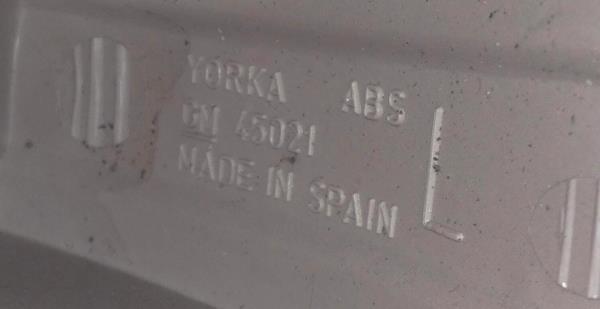 YORKA ABS
GM 45021
MADE IN SPAIN
L